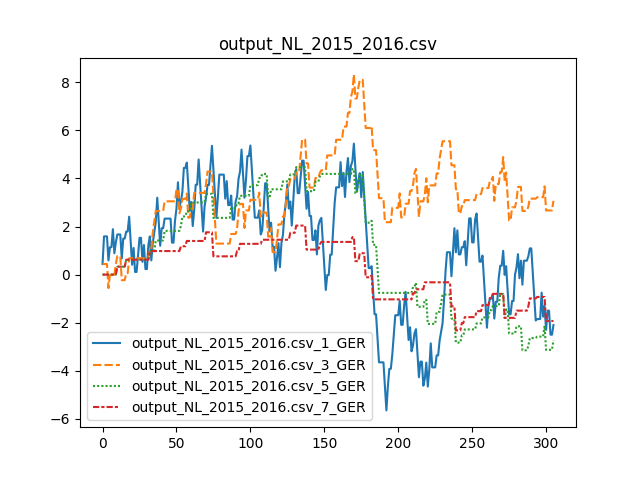 output_NL_2015_2016.csv
8
6
4
2
0
−2
−4
−6
output_NL_2015_2016.csv_1_GER
output_NL_2015_2016.csv_3_GER
output_NL_2015_2016.csv_5_GER
output_NL_2015_2016.csv_7_GER
0 50 100 150 200 250 300